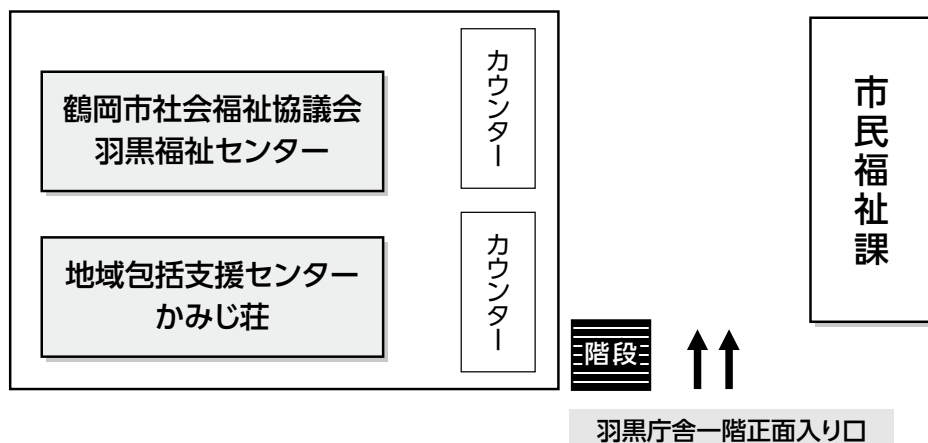 鶴岡市社会福祉協議会
羽黒福祉センター
カウンター
地域包括支援センター
かみじ荘
カウンター
階段
市民福祉課
羽黒庁舎一階正面入り口